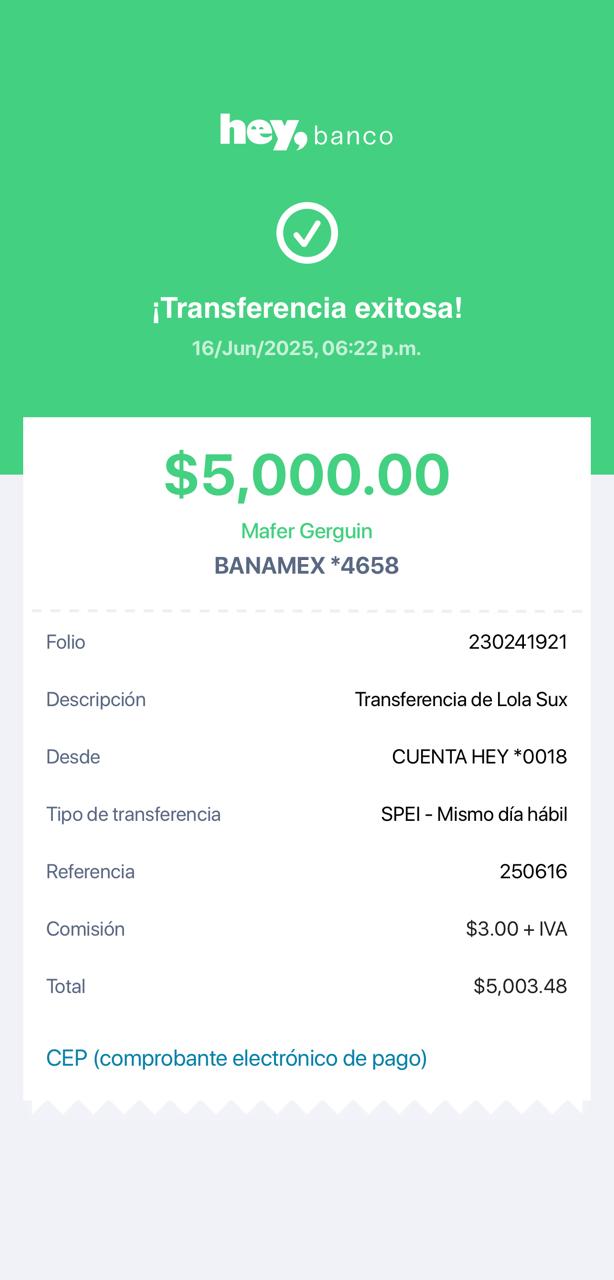 hey, banco
¡Transferencia exitosa!
16/Jun/2025, 06:22 p.m.
$5,000.00
Mafer Gerguin
BANAMEX *4658
Folio 230241921
Descripción Transferencia de Lola Sux
Desde CUENTA HEY *0018
Tipo de transferencia SPEI - Mismo día hábil
Referencia 250616
Comisión $3.00 + IVA
Total $5,003.48
CEP (comprobante electrónico de pago)